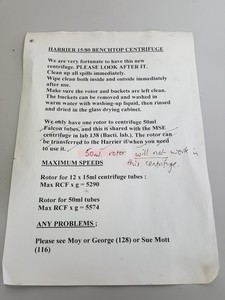 HARRIER 15/80 BENCHTOP CENTRIFUGE
We are very fortunate to have this new
centrifuge. PLEASE LOOK AFTER IT.
Clean up all spills immediately.
Wipe clean both inside and outside immediately
after use.
Make sure the rotor and buckets are left clean.
The buckets can be removed and washed in
warm water with washing-up liquid, then rinsed
and dried in the glass drying cabinet.
We only have one rotor to centrifuge 50ml
Falcon tubes, and this is shared with the MSE
centrifuge in lab 138 (Bacti. lab). The rotor can
be transferred to the Harrier if/when you need
to use it.
50ml rotor will not work in
this centrifuge.
MAXIMUM SPEEDS
Rotor for 12 x 15ml centrifuge tubes :
Max RCF x g = 5290
Rotor for 50ml tubes
Max RCF x g = 5574
ANY PROBLEMS :
Please see Moy or George (128) or Sue Mott
(116)